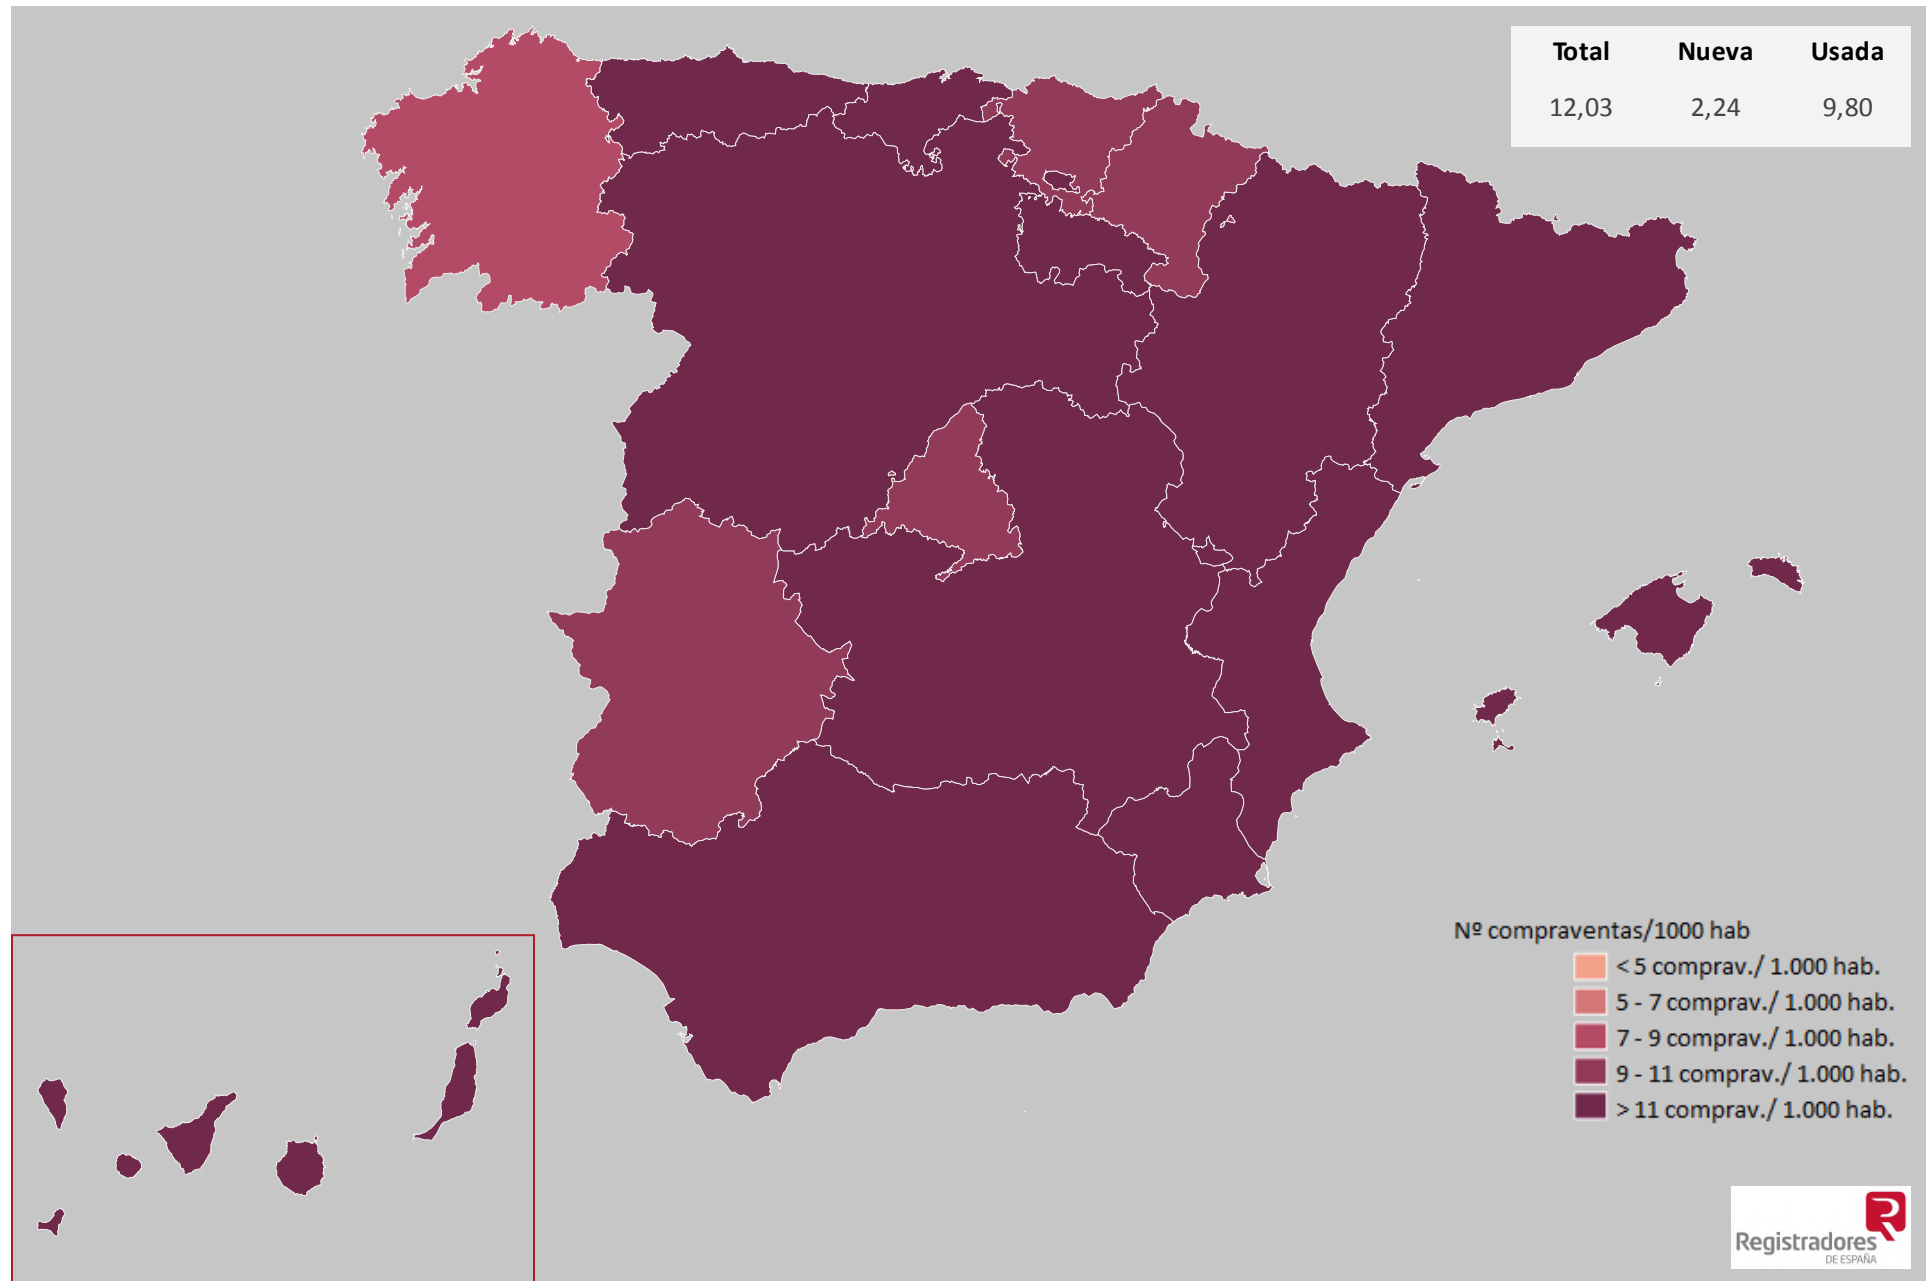 Total Nueva Usada
12,03 2,24 9,80
Nº compraventas/1000 hab
< 5 comprav./ 1.000 hab.
5 - 7 comprav./ 1.000 hab.
7 - 9 comprav./ 1.000 hab.
9 - 11 comprav./ 1.000 hab.
> 11 comprav./ 1.000 hab.
Registradores
DE ESPAÑA